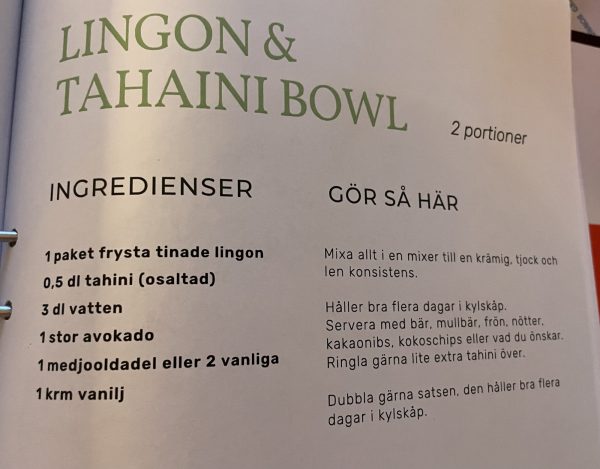 LINGON &
TAHAINI BOWL
2 portioner
INGREDIENSER
1 paket frysta tinade lingon
0,5 dl tahini (osaltad)
3 dl vatten
1 stor avokado
1 medjooldadel eller 2 vanliga
1 krm vanilj
GÖR SÅ HÄR
Mixa allt i en mixer till en krämig, tjock och
len konsistens.
Håller bra flera dagar i kylskåp.
Servera med bär, mullbär, frön, nötter,
kakaonibs, kokoschips eller vad du önskar.
Ringla gärna lite extra tahini över.
Dubbla gärna satsen, den håller bra flera
dagar i kylskåp.